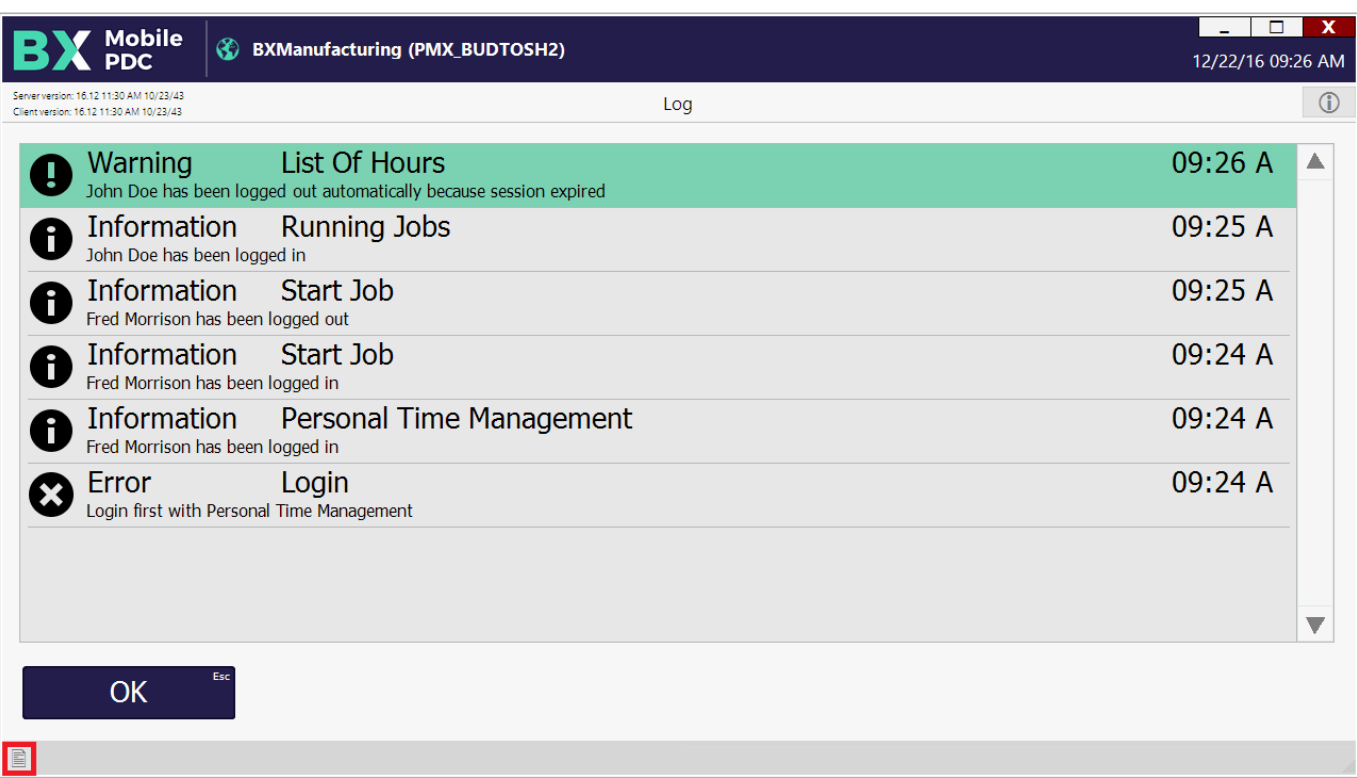 BX Mobile PDC
BXManufacturing (PMX_BUDTOSH2)
X
12/22/16 09:26 AM
Server version: 16.12 11:30 AM 10/23/43
Client version: 16.12 11:30 AM 10/23/43
Log
Warning List Of Hours 09:26 A
John Doe has been logged out automatically because session expired
Information Running Jobs 09:25 A
John Doe has been logged in
Information Start Job 09:25 A
Fred Morrison has been logged out
Information Start Job 09:24 A
Fred Morrison has been logged in
Information Personal Time Management 09:24 A
Fred Morrison has been logged in
Error Login 09:24 A
Login first with Personal Time Management
OK Esc